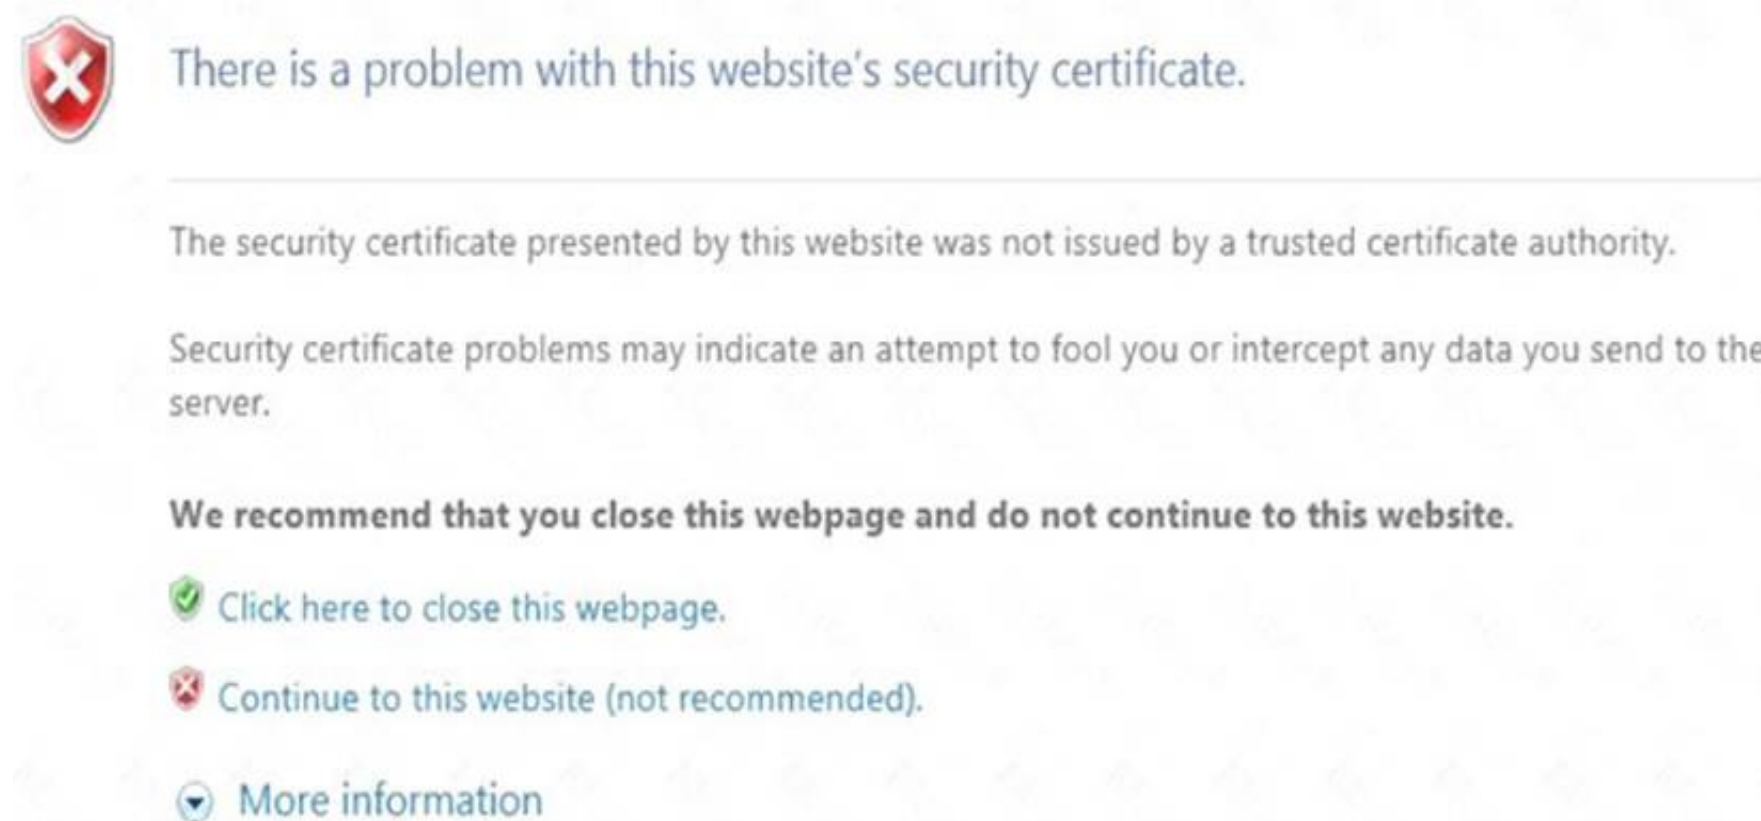 There is a problem with this website's security certificate.
The security certificate presented by this website was not issued by a trusted certificate authority.
Security certificate problems may indicate an attempt to fool you or intercept any data you send to the
server.
We recommend that you close this webpage and do not continue to this website.
Click here to close this webpage.
Continue to this website (not recommended).
More information